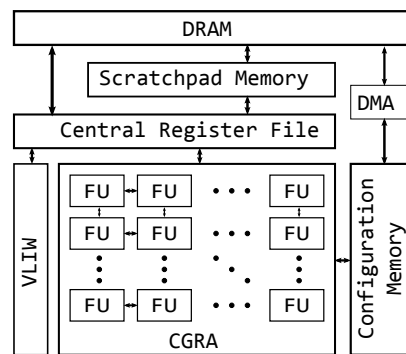 DRAM
Scratchpad Memory
DMA
Central Register File
VLIW
FU FU FU
FU FU FU
FU FU FU
CGRA
Configuration
Memory